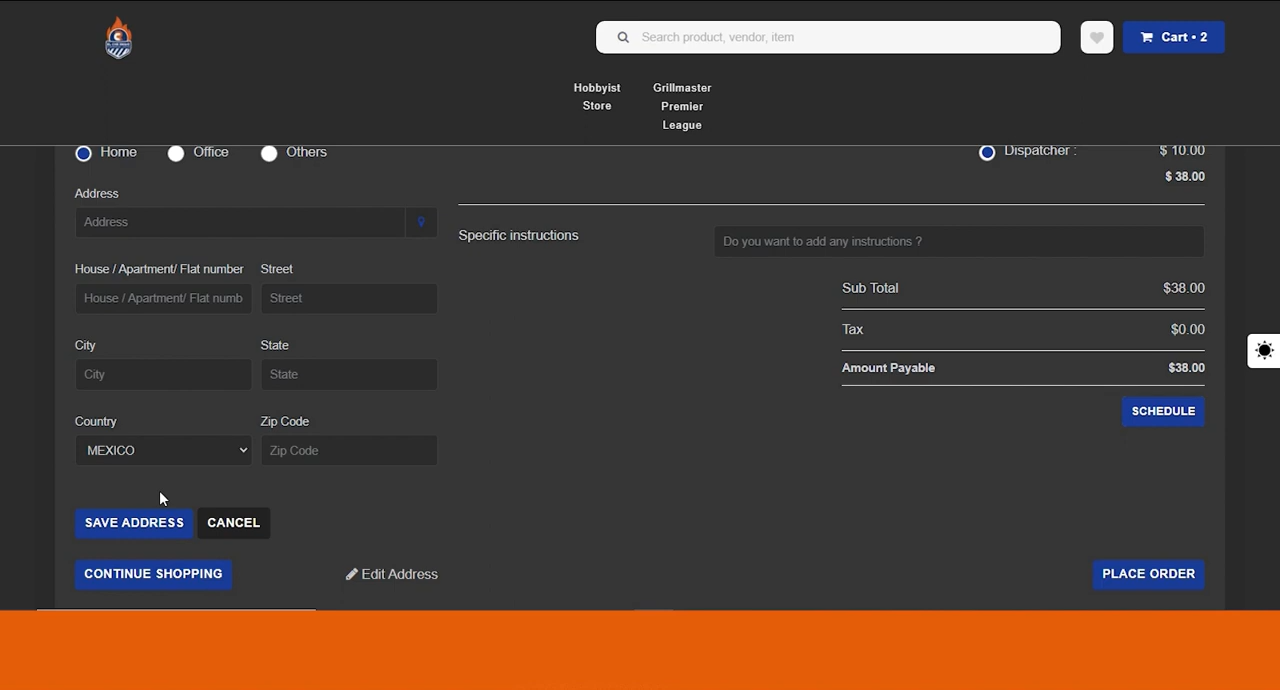 Search product, vendor, item
Cart • 2
Hobbyist
Store
Grillmaster
Premier
League
Home
Office
Others
Dispatcher :
$ 10.00
$ 38.00
Address
Address
Specific instructions
Do you want to add any instructions ?
House / Apartment/ Flat number
Street
House / Apartment/ Flat numb
Street
Sub Total
$38.00
Tax
$0.00
City
State
City
State
Amount Payable
$38.00
SCHEDULE
Country
Zip Code
MEXICO
Zip Code
SAVE ADDRESS
CANCEL
CONTINUE SHOPPING
Edit Address
PLACE ORDER